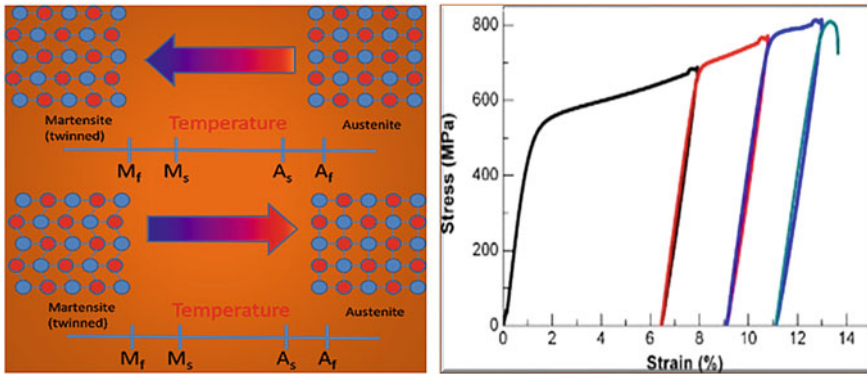 Martensite
(twinned)
Temperature
Austenite
Mf Ms As Af
Martensite
(twinned)
Temperature
Austenite
Mf Ms As Af
Stress (MPa)
800
600
400
200
0
0 2 4 6 8 10 12 14
Strain (%)